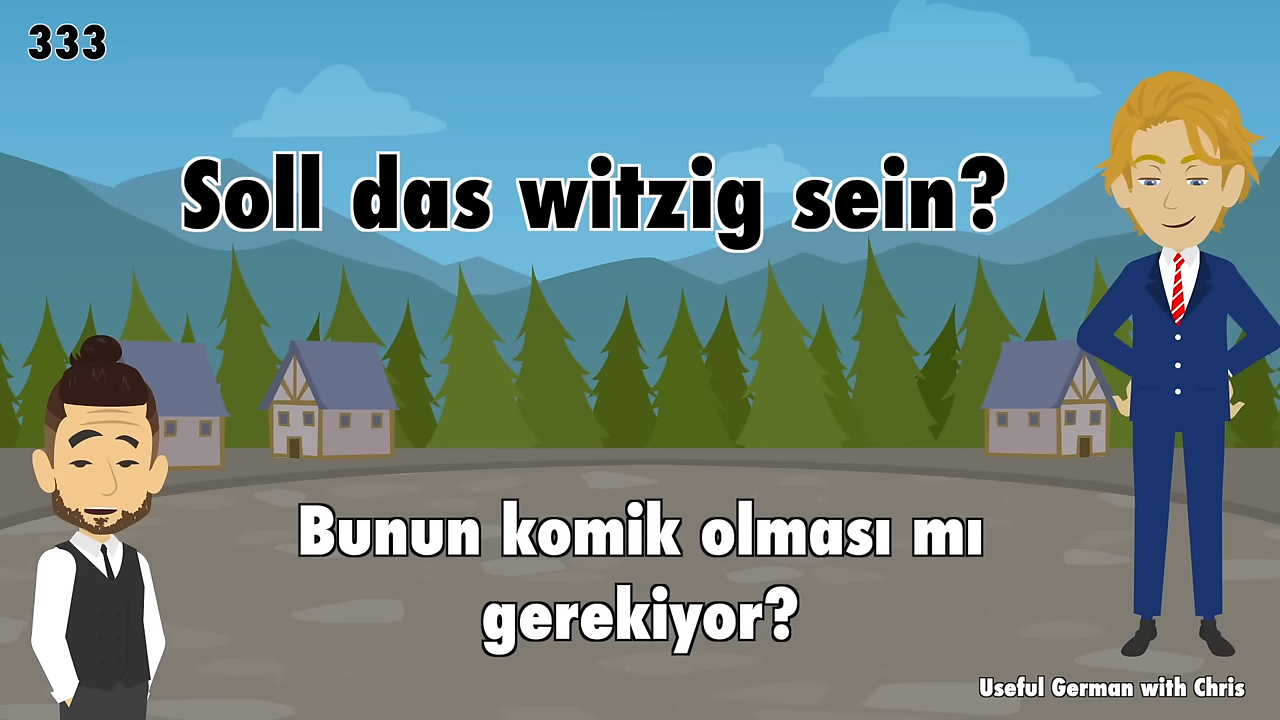 333
Soll das witzig sein?
Bunun komik olması mı
gerekiyor?
Useful German with Chris